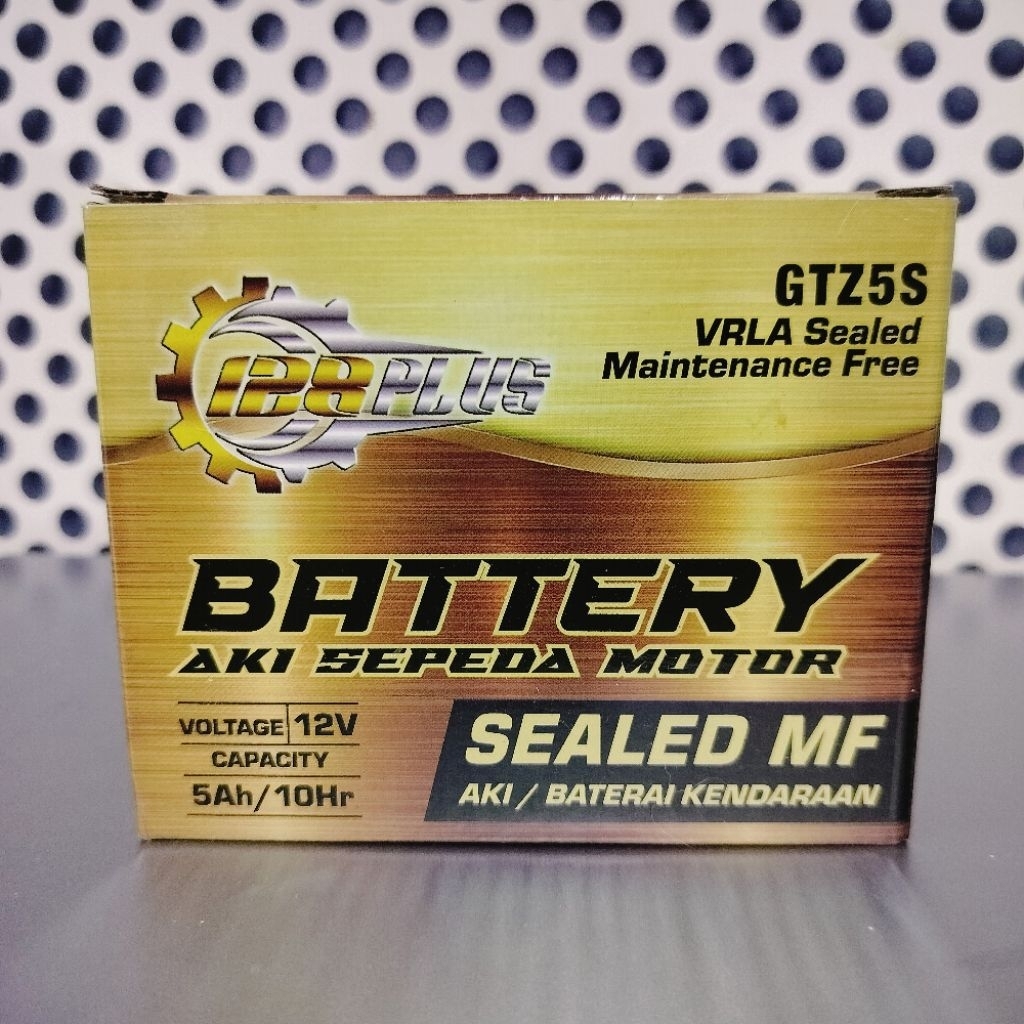 128PLUS
GTZ5S
VRLA Sealed
Maintenance Free
BATTERY
AKI SEPEDA MOTOR
VOLTAGE 12V
CAPACITY
5Ah/10Hr
SEALED MF
AKI / BATERAI KENDARAAN